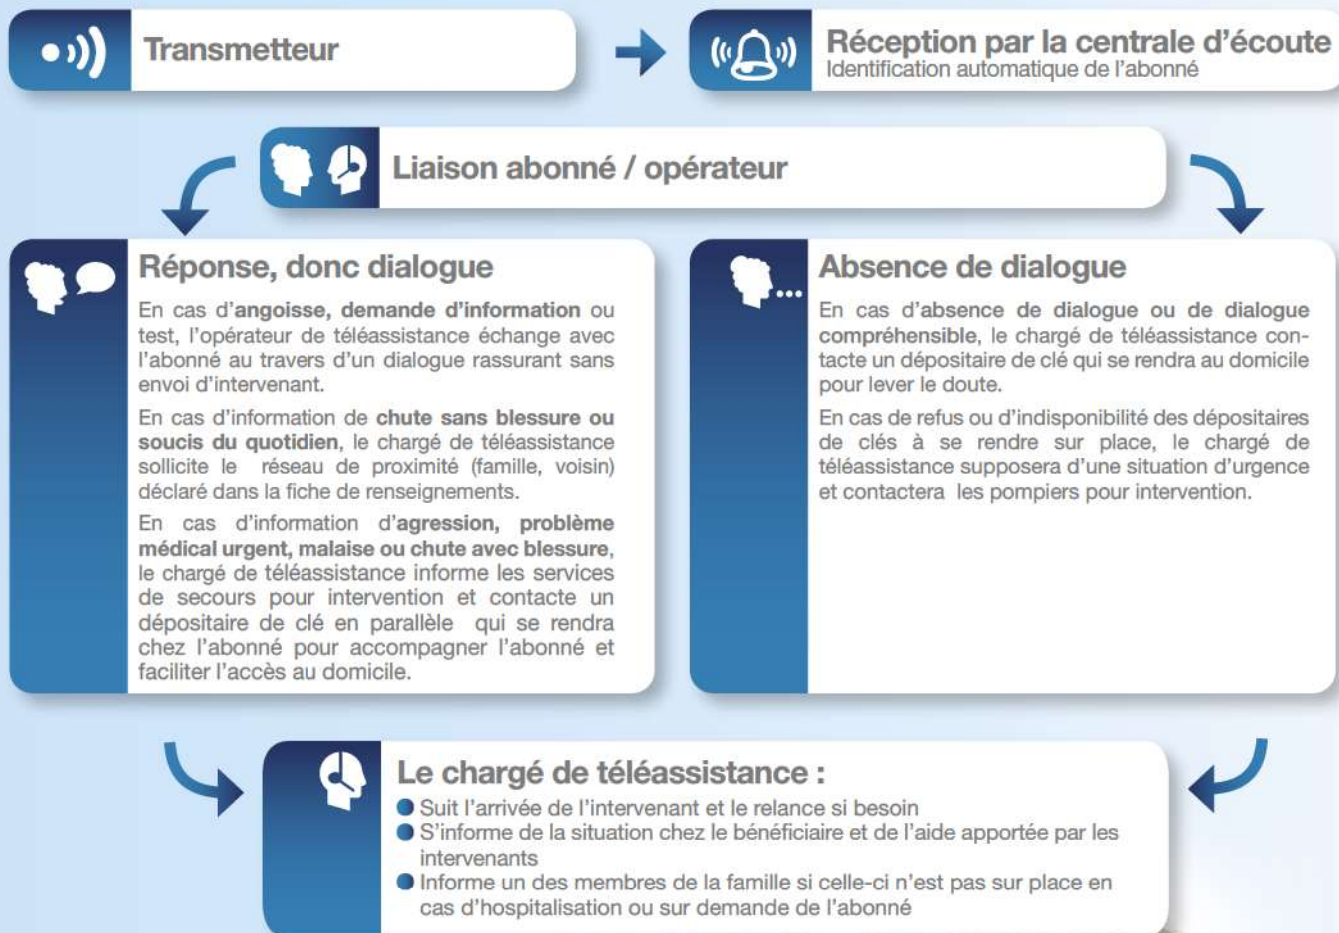 Transmetteur
Réception par la centrale d'écoute
Identification automatique de l'abonné
Liaison abonné / opérateur
Réponse, donc dialogue
En cas d'angoisse, demande d'information ou
test, l'opérateur de téléassistance échange avec
l'abonné au travers d'un dialogue rassurant sans
envoi d'intervenant.
En cas d'information de chute sans blessure ou
soucis du quotidien, le chargé de téléassistance
sollicite le réseau de proximité (famille, voisin)
déclaré dans la fiche de renseignements.
En cas d'information d'agression, problème
médical urgent, malaise ou chute avec blessure,
le chargé de téléassistance informe les services
de secours pour intervention et contacte un
dépositaire de clé en parallèle qui se rendra
chez l'abonné pour accompagner l'abonné et
faciliter l'accès au domicile.
Absence de dialogue
En cas d'absence de dialogue ou de dialogue
compréhensible, le chargé de téléassistance con-
tacte un dépositaire de clé qui se rendra au domicile
pour lever le doute.
En cas de refus ou d'indisponibilité des dépositaires
de clés à se rendre sur place, le chargé de
téléassistance supposera d'une situation d'urgence
et contactera les pompiers pour intervention.
Le chargé de téléassistance :
Suit l'arrivée de l'intervenant et le relance si besoin
S'informe de la situation chez le bénéficiaire et de l'aide apportée par les
intervenants
Informe un des membres de la famille si celle-ci n'est pas sur place en
cas d'hospitalisation ou sur demande de l'abonné